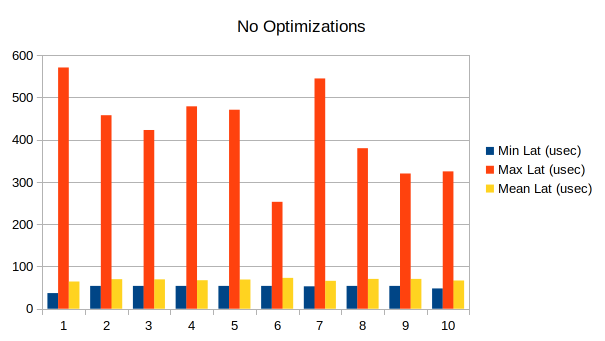 No Optimizations
600
500
400
300
200
100
0
1 2 3 4 5 6 7 8 9 10
Min Lat (usec)
Max Lat (usec)
Mean Lat (usec)